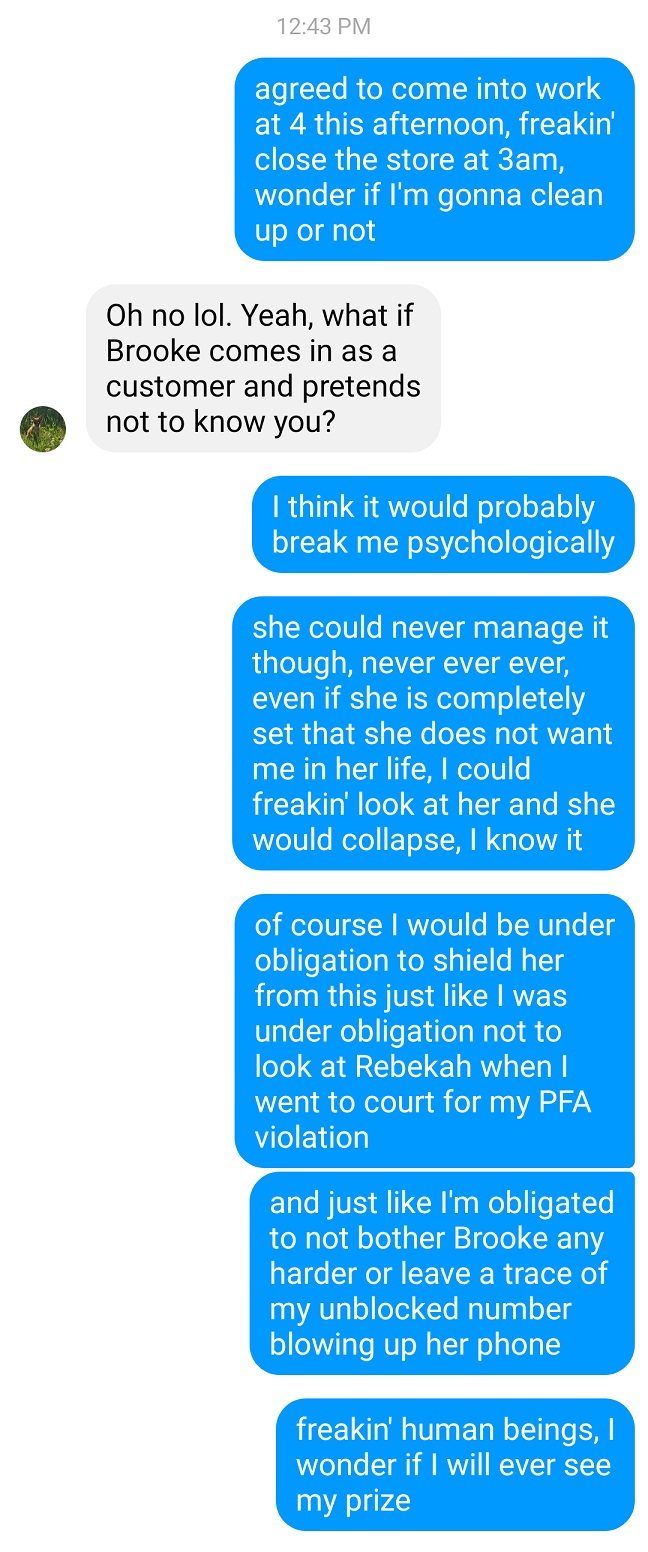 12:43 PM
agreed to come into work
at 4 this afternoon, freakin'
close the store at 3am,
wonder if I'm gonna clean
up or not
Oh no lol. Yeah, what if
Brooke comes in as a
customer and pretends
not to know you?
I think it would probably
break me psychologically
she could never manage it
though, never ever ever,
even if she is completely
set that she does not want
me in her life, I could
freakin' look at her and she
would collapse, I know it
of course I would be under
obligation to shield her
from this just like I was
under obligation not to
look at Rebekah when I
went to court for my PFA
violation
and just like I'm obligated
to not bother Brooke any
harder or leave a trace of
my unblocked number
blowing up her phone
freakin' human beings, I
wonder if I will ever see
my prize